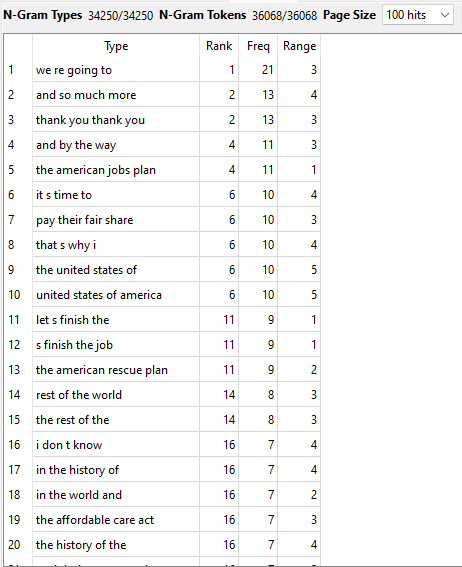 N-Gram Types 34250/34250 N-Gram Tokens 36068/36068 Page Size 100 hits
Type Rank Freq Range
1 we re going to 1 21 3
2 and so much more 2 13 4
3 thank you thank you 2 13 3
4 and by the way 4 11 3
5 the american jobs plan 4 11 1
6 it s time to 6 10 4
7 pay their fair share 6 10 3
8 that s why i 6 10 4
9 the united states of 6 10 5
10 united states of america 6 10 5
11 let s finish the 11 9 1
12 s finish the job 11 9 1
13 the american rescue plan 11 9 2
14 rest of the world 14 8 3
15 the rest of the 14 8 3
16 i don t know 16 7 4
17 in the history of 16 7 4
18 in the world and 16 7 2
19 the affordable care act 16 7 3
20 the history of the 16 7 4